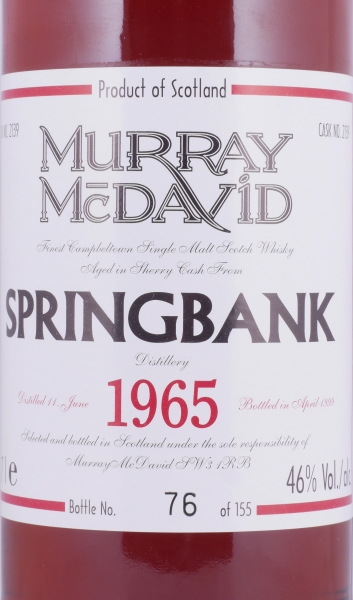 Product of Scotland
NO. 2139
CASK NO. 2139
MURRAY
McDAVID
Finest Campbeltown Single Malt Scotch Whisky
Aged in Sherry Cask From
SPRINGBANK
Distillery
Distilled 11. June
1965
Bottled in April 1999
Selected and bottled in Scotland under the sole responsibility of
Murray McDavid SW3 1RB
1 e
46% Vol./alc
Bottle No. 76 of 155